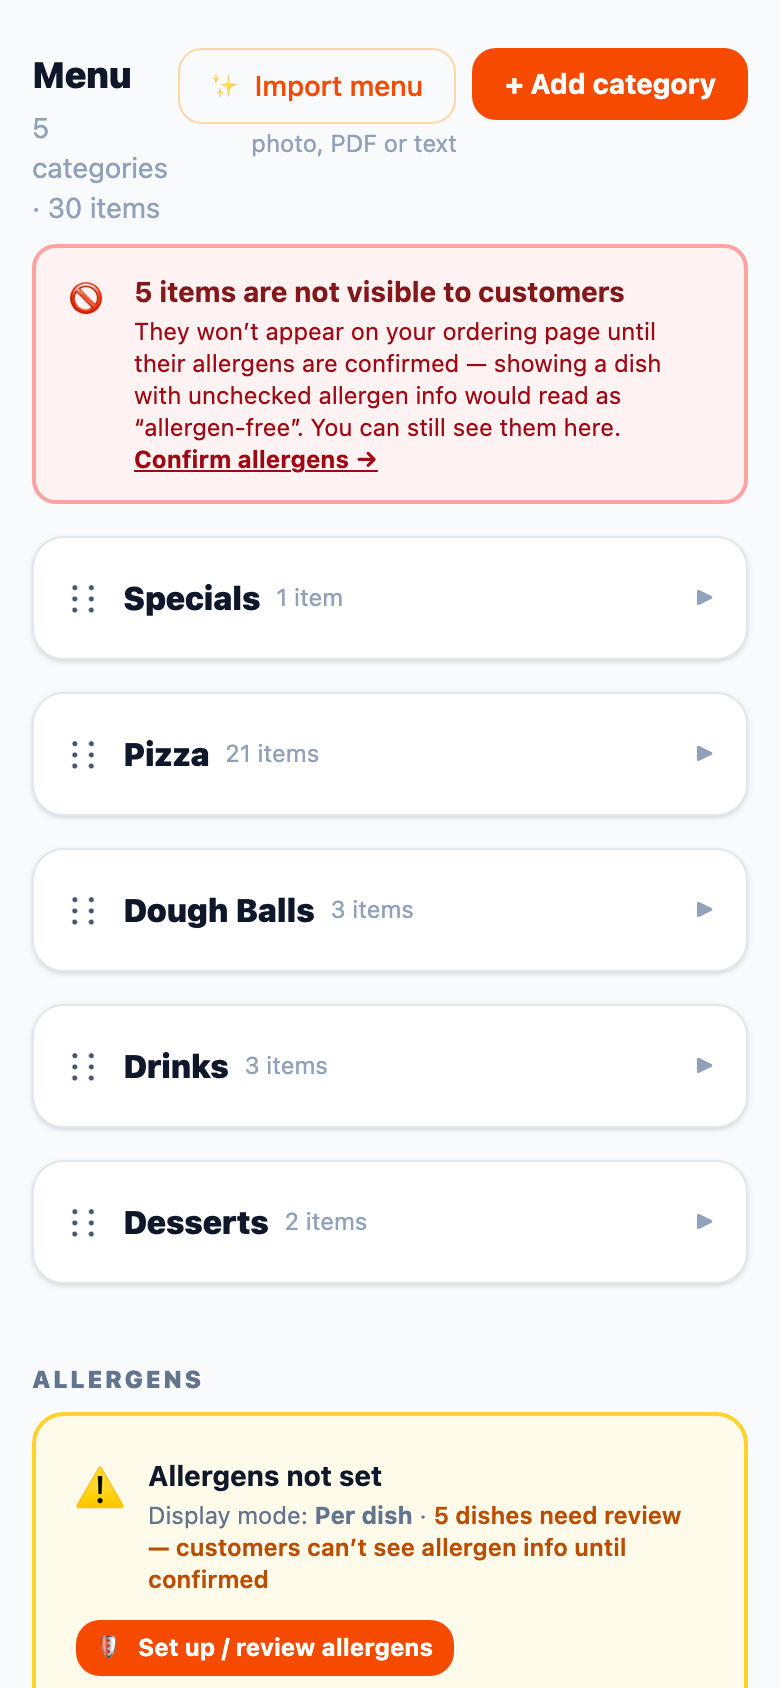 Menu
✨ Import menu
+ Add category
5
categories
· 30 items
photo, PDF or text
5 items are not visible to customers
They won’t appear on your ordering page until
their allergens are confirmed — showing a dish
with unchecked allergen info would read as
“allergen-free”. You can still see them here.
Confirm allergens →
Specials 1 item
Pizza 21 items
Dough Balls 3 items
Drinks 3 items
Desserts 2 items
ALLERGENS
Allergens not set
Display mode: Per dish · 5 dishes need review
— customers can’t see allergen info until
confirmed
Set up / review allergens